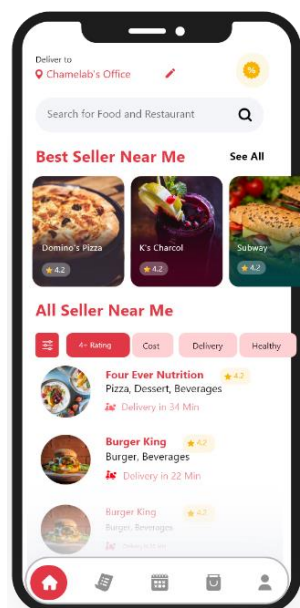 Deliver to
Chamelab's Office
%
Search for Food and Restaurant
Best Seller Near Me See All
Domino's Pizza K's Charcol Subway
4.2 4.2 4.2
All Seller Near Me
4+ Rating Cost Delivery Healthy
Four Ever Nutrition 4.2
Pizza, Dessert, Beverages
Delivery in 34 Min
Burger King 4.2
Burger, Beverages
Delivery in 22 Min
Burger King 4.2
Burger, Beverages